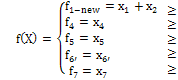 f(X)= f₁₋ₙₑw = x₁ + x₂ ≥
f₄ = x₄ ≥
f₅ = x₅ ≥
f₆′ = x₆′ ≥
f₇ = x₇ ≥